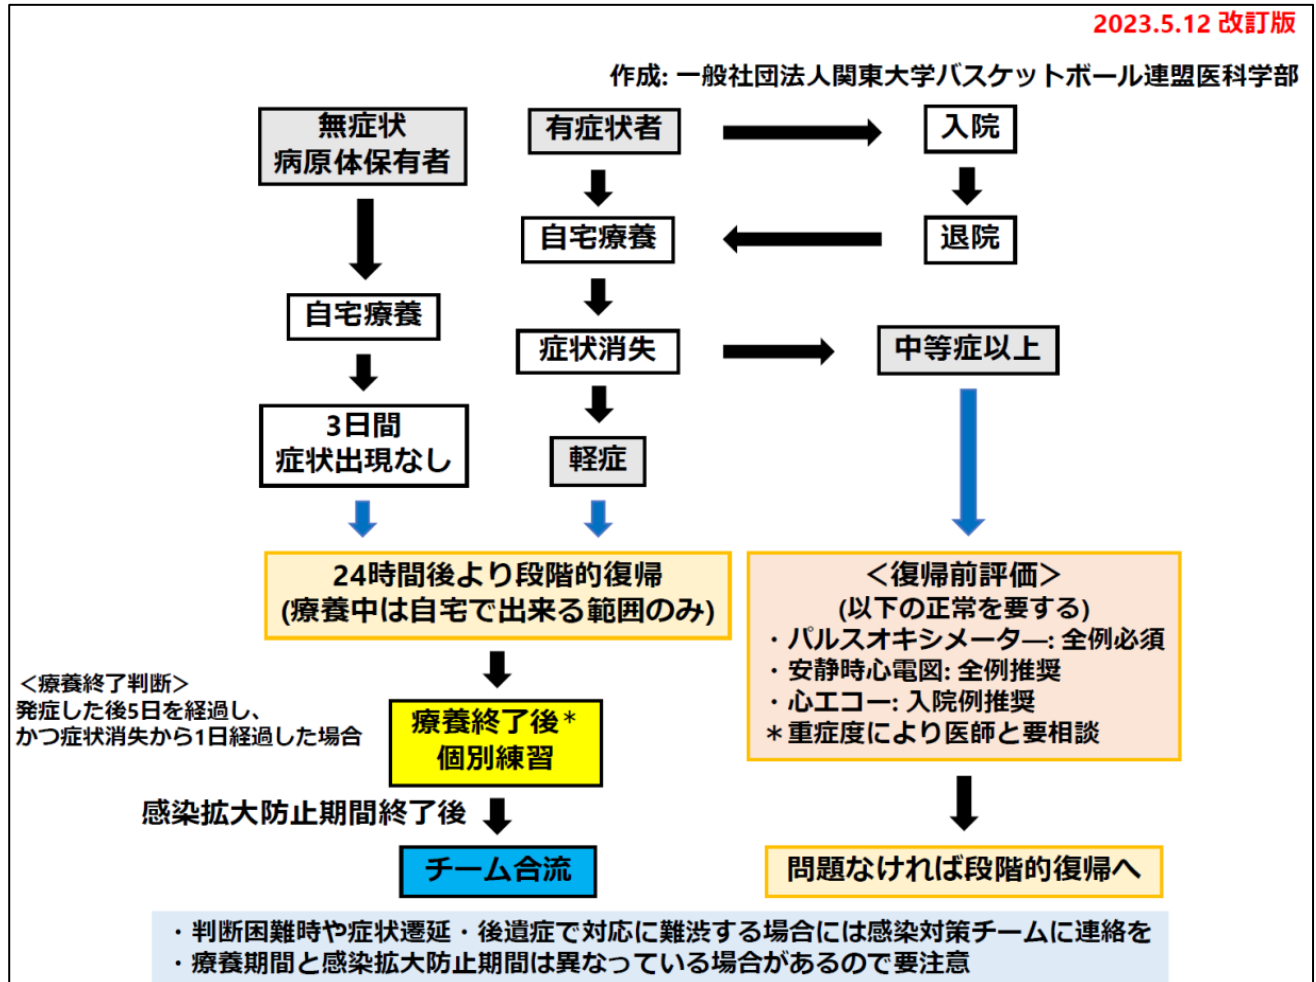 2023.5.12 改訂版
作成: 一般社団法人関東大学バスケットボール連盟医科学部
無症状
病原体保有者
有症状者
入院
自宅療養
退院
自宅療養
症状消失
中等症以上
3日間
症状出現なし
軽症
24時間後より段階的復帰
(療養中は自宅で出来る範囲のみ)
<復帰前評価>
(以下の正常を要する)
・パルスオキシメーター: 全例必須
・安静時心電図: 全例推奨
・心エコー: 入院例推奨
＊重症度により医師と要相談
<療養終了判断>
発症した後5日を経過し、
かつ症状消失から1日経過した場合
療養終了後＊
個別練習
感染拡大防止期間終了後
チーム合流
問題なければ段階的復帰へ
・判断困難時や症状遷延・後遺症で対応に難渋する場合には感染対策チームに連絡を
・療養期間と感染拡大防止期間は異なっている場合があるので要注意